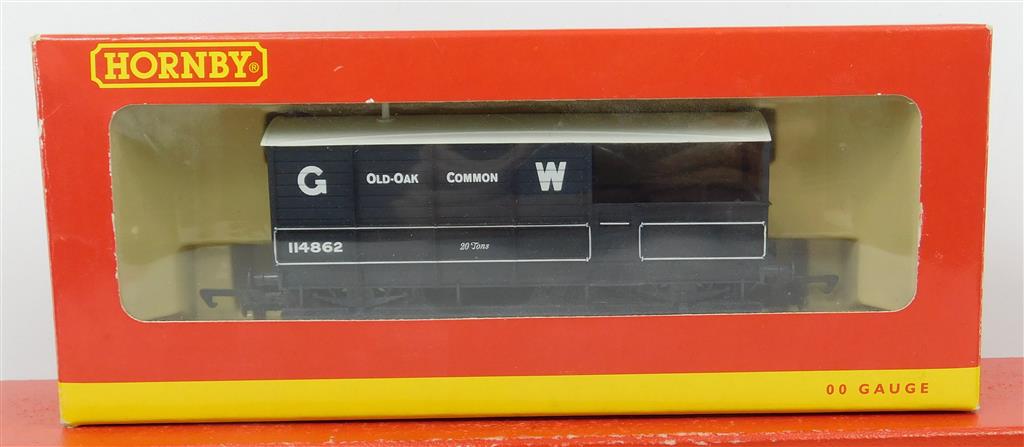 HORNBY®
G OLD-OAK COMMON W
114862 20 Tons
00 GAUGE